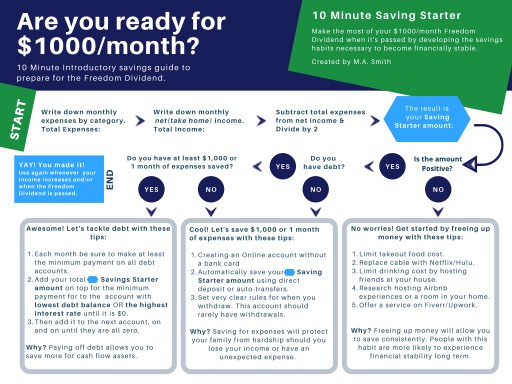 Are you ready for
$1000/month?
10 Minute Introductory savings guide to
prepare for the Freedom Dividend.
10 Minute Saving Starter
Make the most of your $1000/month Freedom
Dividend when it's passed by developing the savings
habits necessary to become financially stable.
Created by M.A. Smith
START
Write down monthly
expenses by category.
Total Expenses:
Write down monthly
net(take home) income.
Total Income:
Subtract total expenses
from net income &
Divide by 2
The result is
your Saving
Starter amount:
Is the amount
Positive?
YES
NO
Do you
have debt?
YES
NO
Do you have at least $1,000 or
1 month of expenses saved?
YES
NO
END
YAY! You made it!
Use again whenever your
income increases and/or
when the Freedom
Dividend is passed.
Awesome! Let's tackle debt with these
tips:
1. Each month be sure to make at least
the minimum payment on all debt
accounts.
2. Add your total Savings Starter
amount on top for the minimum
payment for to the account with
lowest debt balance OR the highest
interest rate until it is $0.
3. Then add it to the next account, on
and on until they are all zero.
Why? Paying off debt allows you to
save more for cash flow assets.
Cool! Let's save $1,000 or 1 month
of expenses with these tips:
1. Creating an Online account without
a bank card
2. Automatically save your Saving
Starter amount using direct
deposit or auto-transfers.
3. Set very clear rules for when you
withdraw. This account should
rarely have withdrawals.
Why? Saving for expenses will protect
your family from hardship should you
lose your income or have an
unexpected expense.
No worries! Get started by freeing up
money with these tips:
1. Limit takeout food cost.
2. Replace cable with Netflix/Hulu.
3. Limit drinking cost by hosting
friends at your house.
4. Research hosting Airbnb
experiences or a room in your home.
5. Offer a service on Fiverr/Upwork.
Why? Freeing up money will allow you
to save consistently. People with this
habit are more likely to experience
financial stability long term.